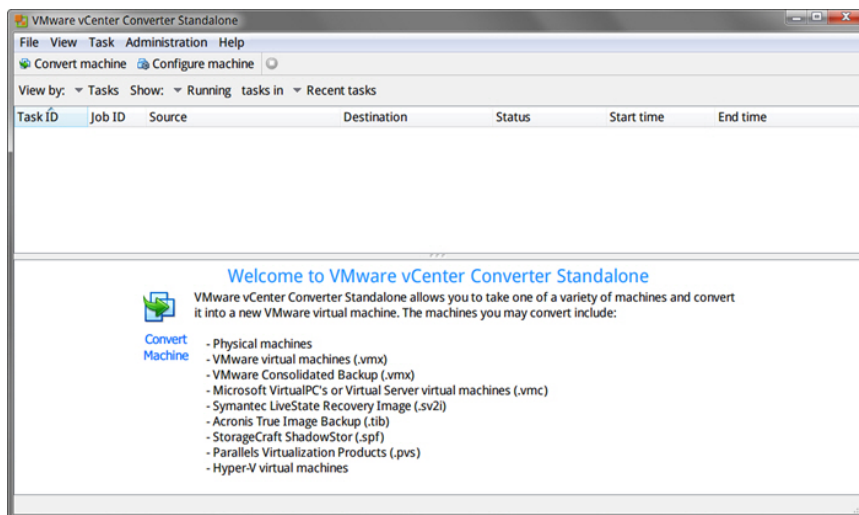 VMware vCenter Converter Standalone
File View Task Administration Help
Convert machine Configure machine
View by: Tasks Show: Running tasks in Recent tasks
Task ID Job ID Source Destination Status Start time End time
Welcome to VMware vCenter Converter Standalone
VMware vCenter Converter Standalone allows you to take one of a variety of machines and convert
it into a new VMware virtual machine. The machines you may convert include:
Convert
Machine
- Physical machines
- VMware virtual machines (.vmx)
- VMware Consolidated Backup (.vmx)
- Microsoft VirtualPC's or Virtual Server virtual machines (.vmc)
- Symantec LiveState Recovery Image (.sv2i)
- Acronis True Image Backup (.tib)
- StorageCraft ShadowStor (.spf)
- Parallels Virtualization Products (.pvs)
- Hyper-V virtual machines